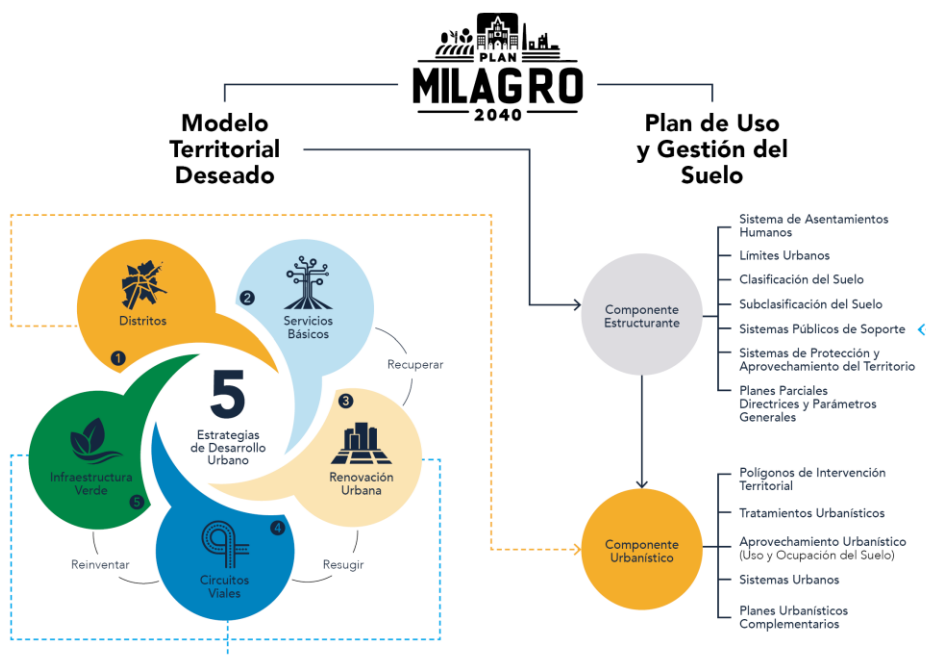 PLAN
MILAGRO
2040
Modelo
Territorial
Deseado
Plan de Uso
y Gestión del
Suelo
1
Distritos
2
Servicios
Básicos
Recuperar
3
Renovación
Urbana
5
Estrategias
de Desarrollo
Urbano
Infraestructura
Verde
5
4
Circuitos
Viales
Reinventar
Resugir
Componente
Estructurante
Sistema de Asentamientos
Humanos
Límites Urbanos
Clasificación del Suelo
Subclasificación del Suelo
Sistemas Públicos de Soporte
Sistemas de Protección y
Aprovechamiento del Territorio
Planes Parciales
Directrices y Parámetros
Generales
Componente
Urbanístico
Polígonos de Intervención
Territorial
Tratamientos Urbanísticos
Aprovechamiento Urbanístico
(Uso y Ocupación del Suelo)
Sistemas Urbanos
Planes Urbanísticos
Complementarios